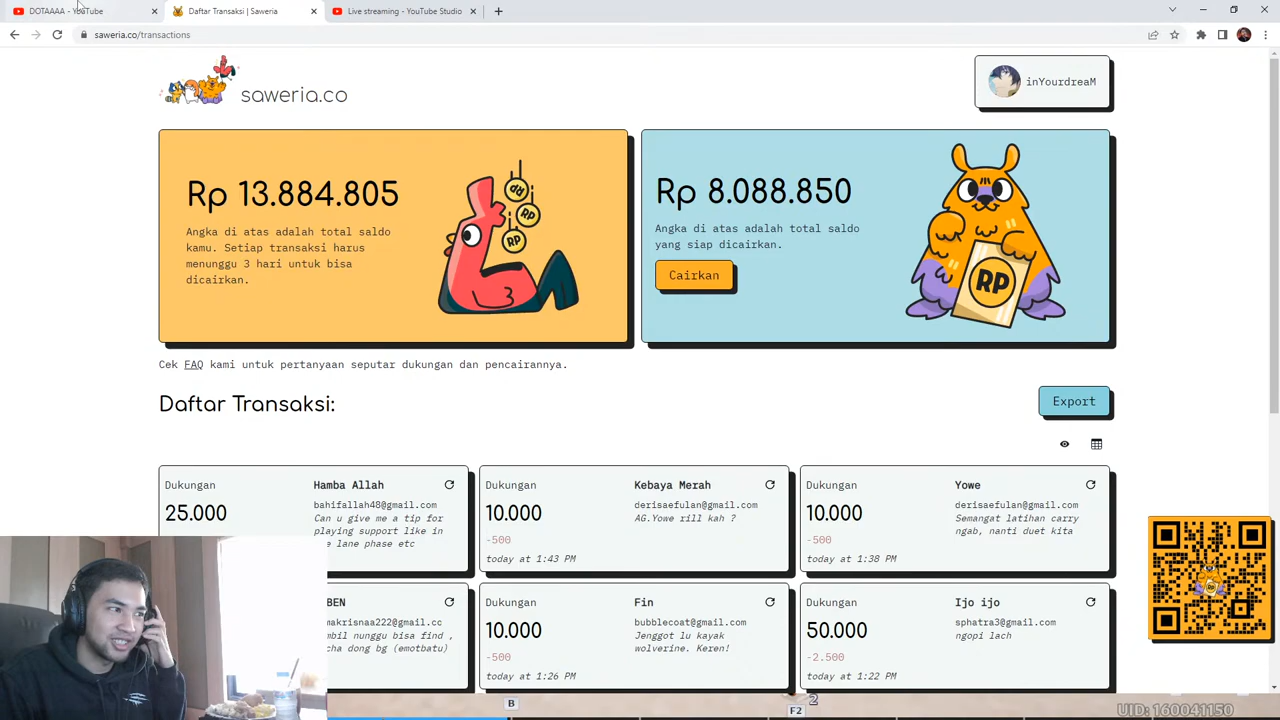 DOTAAAA - YouTube
Daftar Transaksi | Saweria
Live streaming - YouTube Studio
saweria.co/transactions
saweria.co
inYourdreaM
Rp 13.884.805
Angka di atas adalah total saldo
kamu. Setiap transaksi harus
menunggu 3 hari untuk bisa
dicairkan.
RP
RP
RP
Rp 8.088.850
Angka di atas adalah total saldo
yang siap dicairkan.
Cairkan
RP
Cek FAQ kami untuk pertanyaan seputar dukungan dan pencairannya.
Daftar Transaksi:
Export
Dukungan
25.000
Hamba Allah
bahifallah48@gmail.com
Can u give me a tip for
playing support like in
lane phase etc
Dukungan
10.000
-500
today at 1:43 PM
Kebaya Merah
derisaefulan@gmail.com
AG.Yowe rill kah ?
Dukungan
10.000
-500
today at 1:38 PM
Yowe
derisaefulan@gmail.com
Semangat latihan carry
ngab, nanti duet kita
BEN
makrisnaa222@gmail.cc
mbil nunggu bisa find ,
cha dong bg (emotbatu)
Dukungan
10.000
-500
today at 1:26 PM
Fin
bubblecoat@gmail.com
Jenggot lu kayak
wolverine. Keren!
Dukungan
50.000
-2.500
today at 1:22 PM
Ijo ijo
sphatra3@gmail.com
ngopi lach
B
F2
2
UID: 160041150